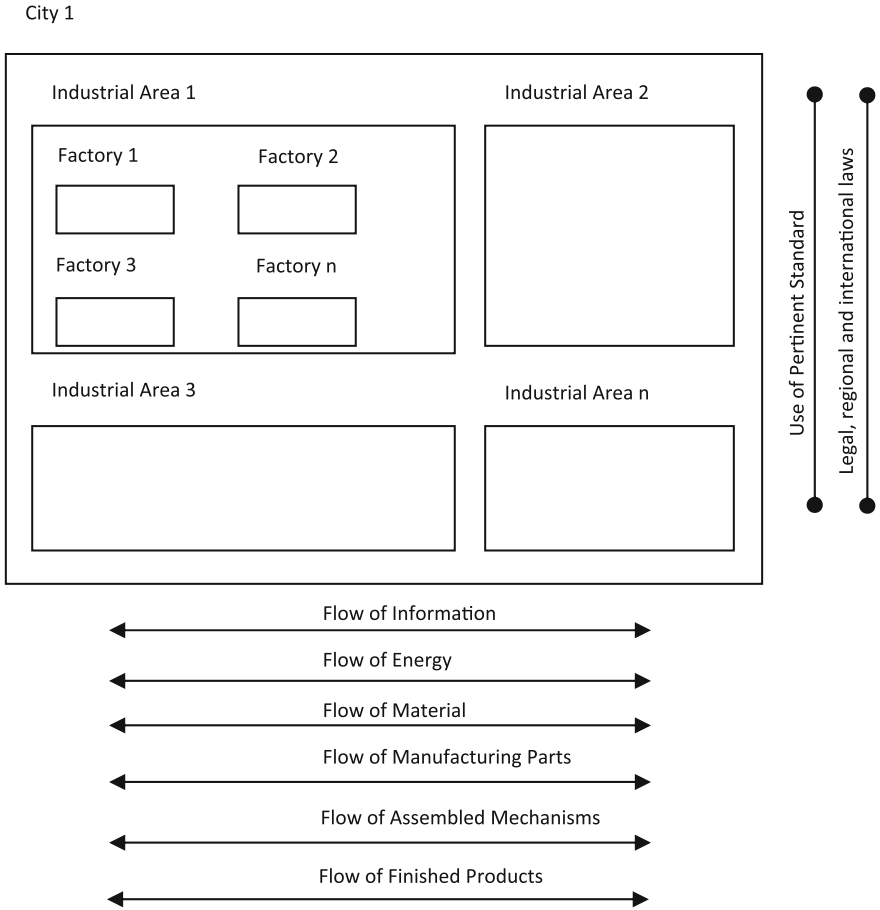 City 1
Industrial Area 1
Industrial Area 2
Factory 1
Factory 2
Factory 3
Factory n
Industrial Area 3
Industrial Area n
Use of Pertinent Standard
Legal, regional and international laws
Flow of Information
Flow of Energy
Flow of Material
Flow of Manufacturing Parts
Flow of Assembled Mechanisms
Flow of Finished Products